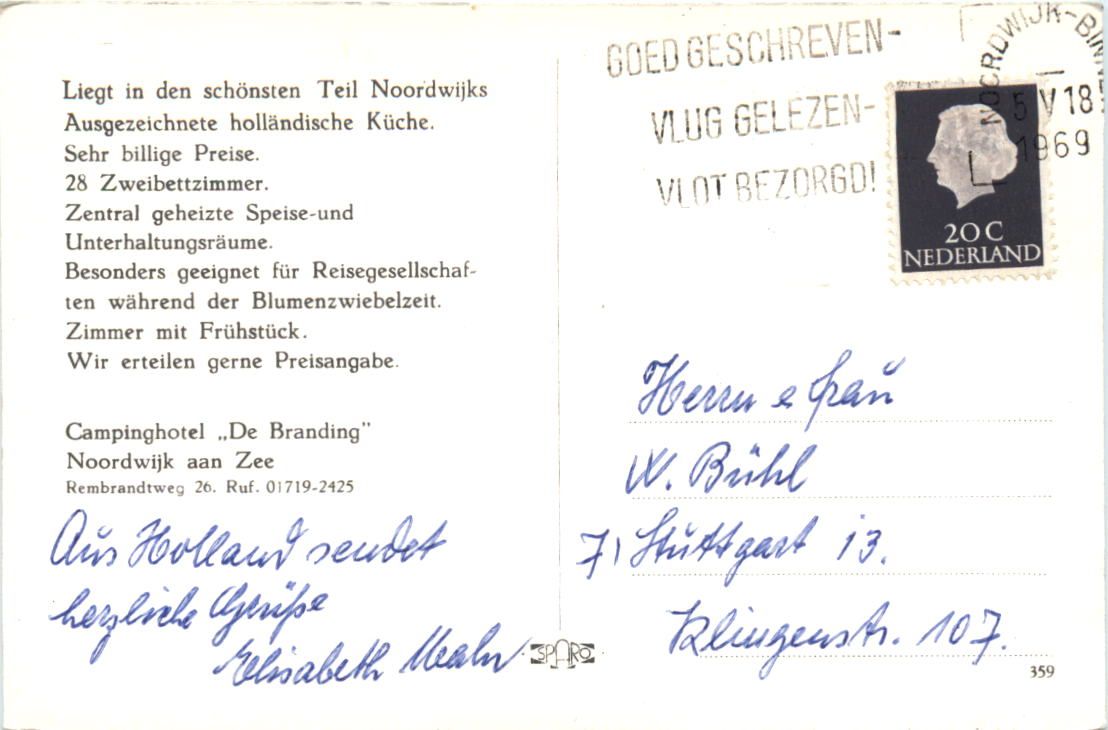 Liegt in den schönsten Teil Noordwijks
Ausgezeichnete holländische Küche.
Sehr billige Preise.
28 Zweibettzimmer.
Zentral geheizte Speise-und
Unterhaltungsräume.
Besonders geeignet für Reisegesellschaf-
ten während der Blumenzwiebelzeit.
Zimmer mit Frühstück.
Wir erteilen gerne Preisangabe.
Campinghotel „De Branding”
Noordwijk aan Zee
Rembrandtweg 26. Ruf. 01719-2425
Aus Holland sendet
herzliche Grüße
Elisabeth
SPARO
GOED GESCHREVEN-
VLUG GELEZEN-
VLOT BEZORGD!
NOORDWIJK-BINNEN
5 V 18
1969
20 C
NEDERLAND
Herrn e Frau
W. Bühl
7) Stuttgart 13.
Klingenstr. 107.
359